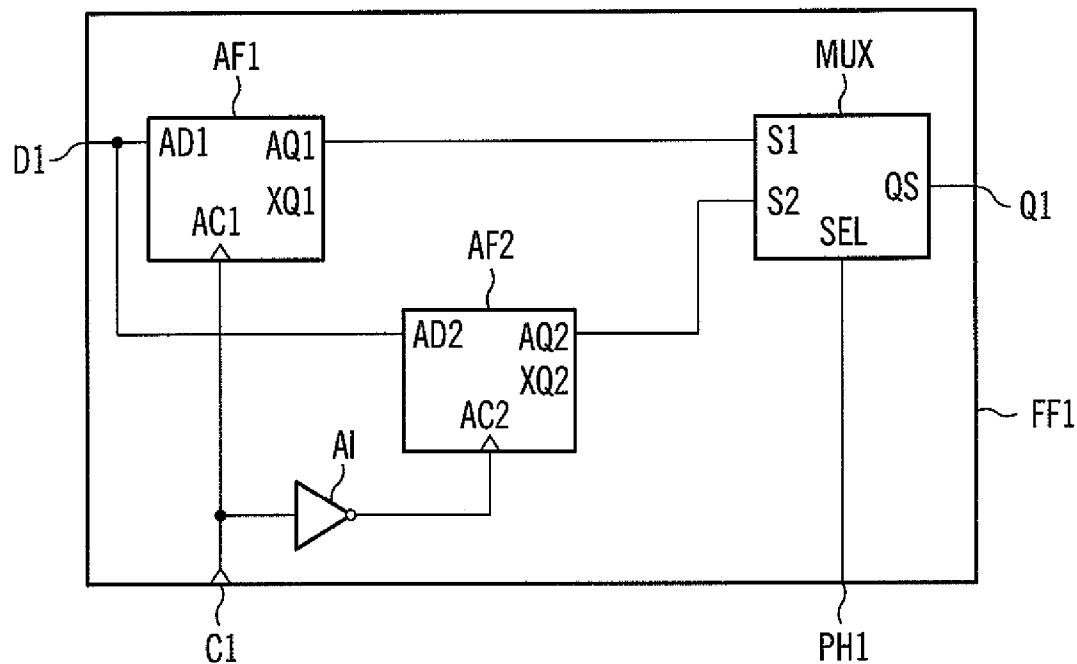 AF1
MUX
D1
AD1
AQ1
XQ1
AC1
S1
S2
QS
SEL
Q1
AF2
AD2
AQ2
XQ2
AC2
FF1
AI
C1
PH1